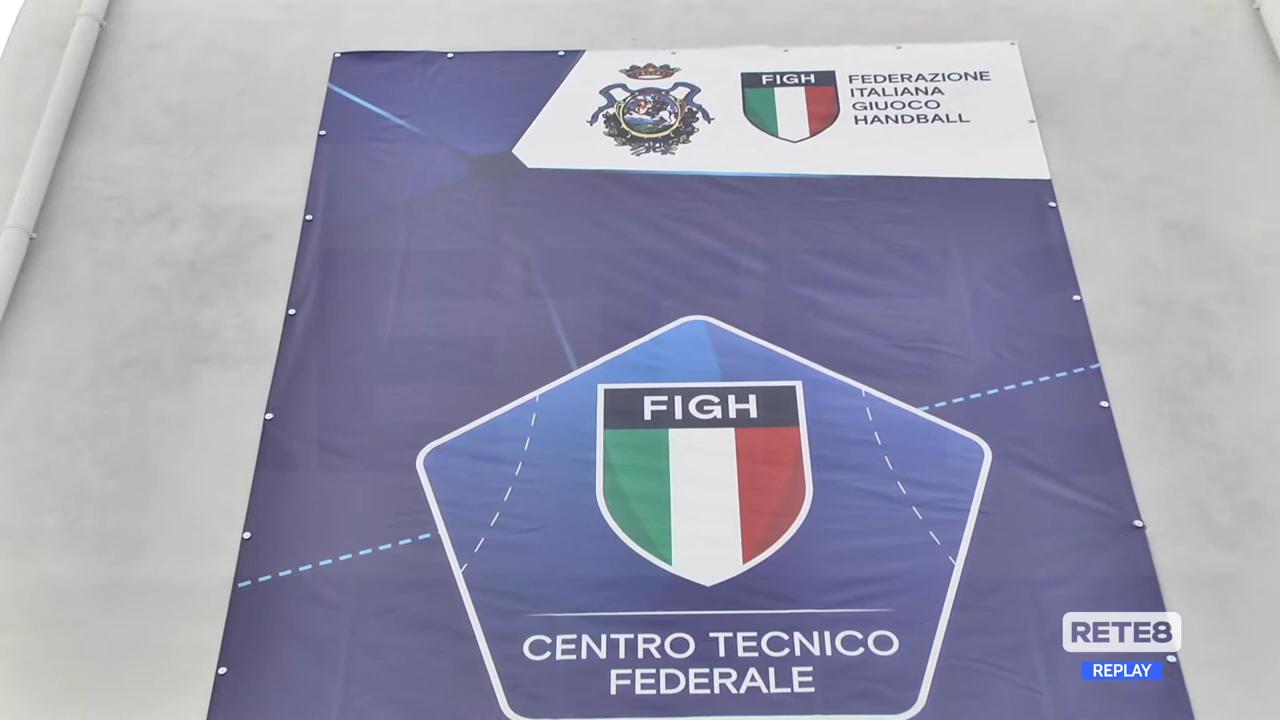 FIGH
FEDERAZIONE
ITALIANA
GIUOCO
HANDBALL
FIGH
CENTRO TECNICO
FEDERALE
RETE8
REPLAY